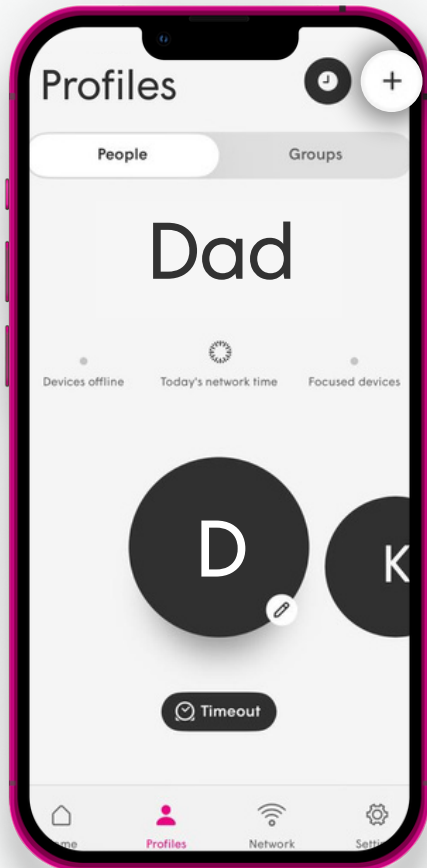 Profiles
People Groups
Dad
Devices offline Today's network time Focused devices
D
K
Timeout
Profiles Network